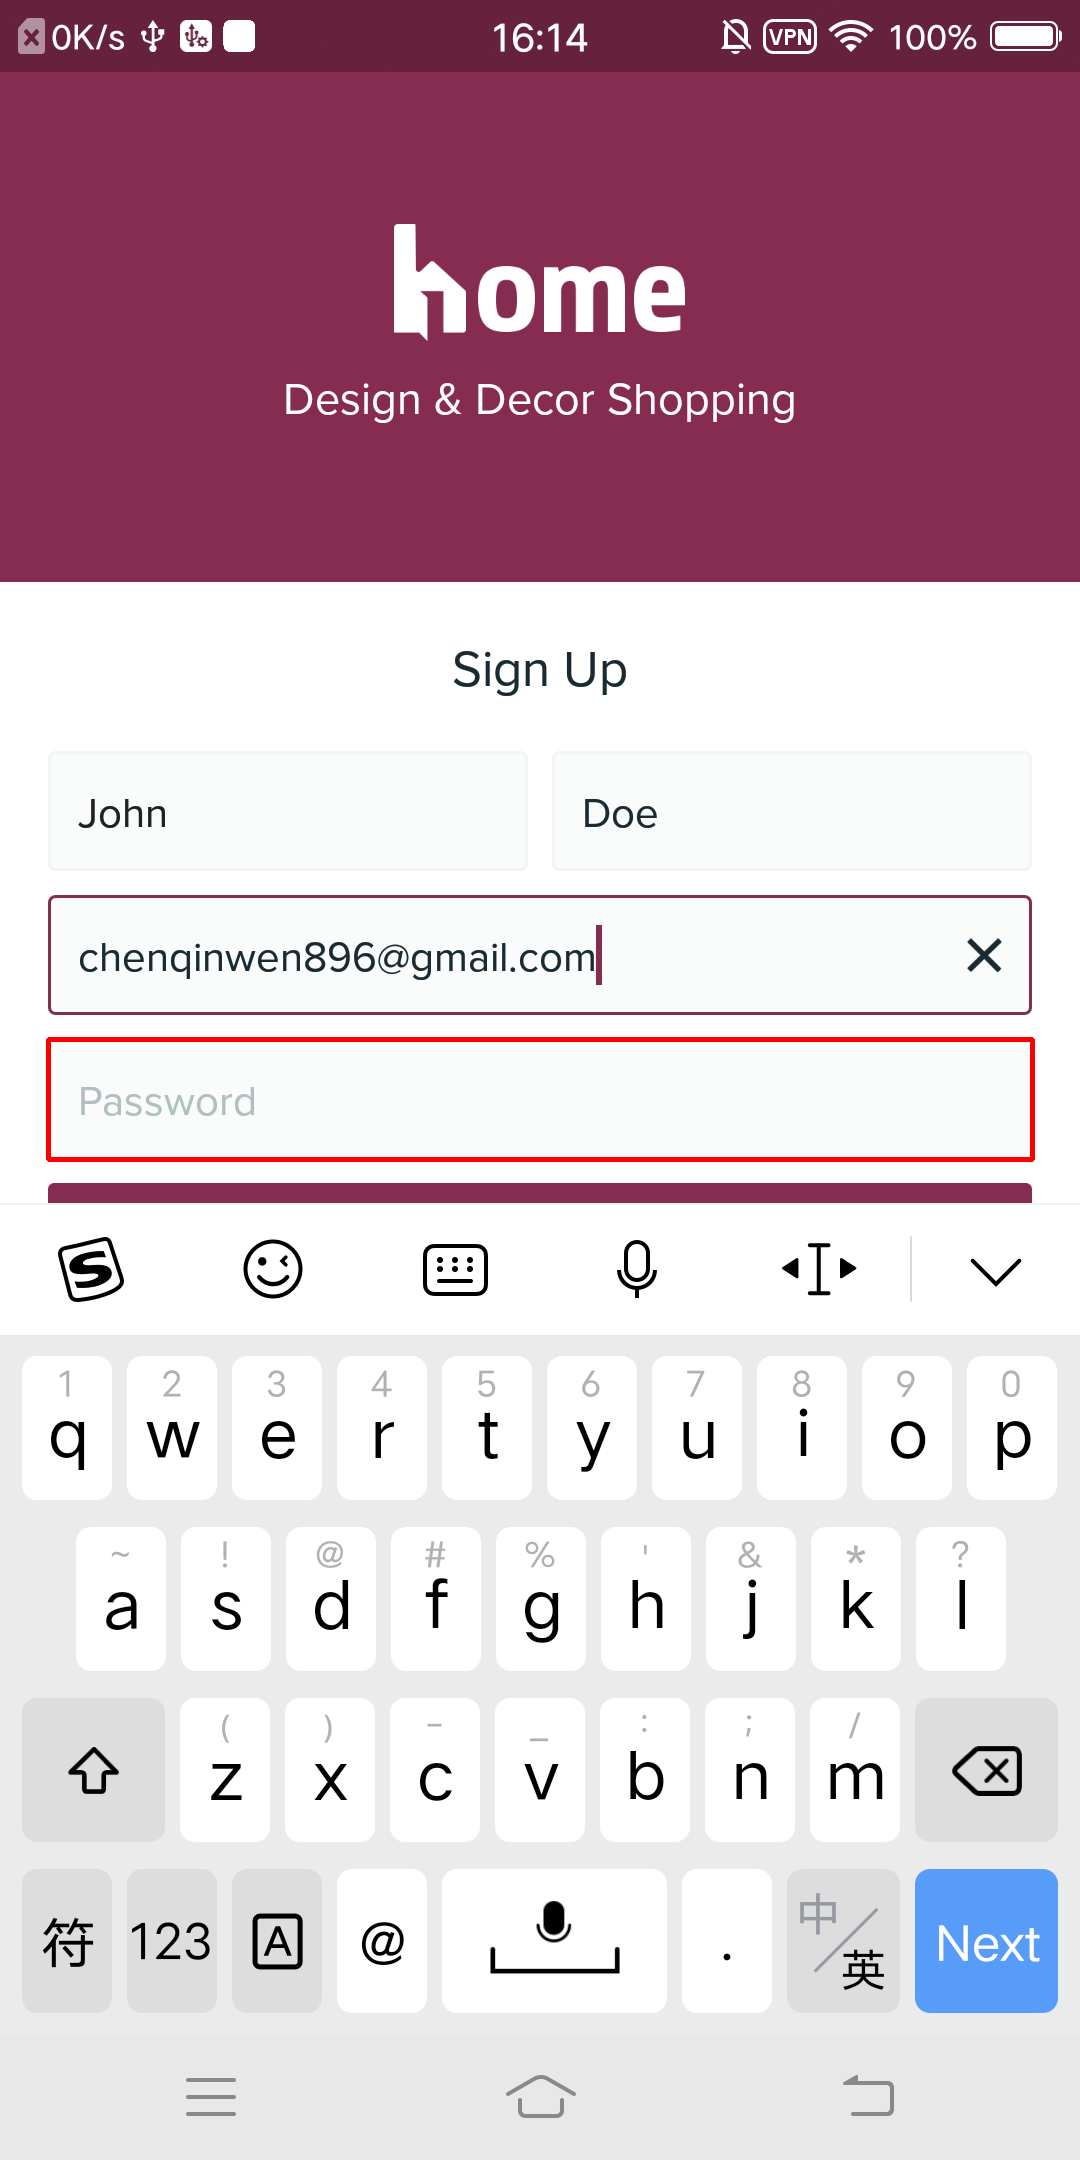 0K/s 16:14 VPN 100%
home
Design & Decor Shopping
Sign Up
John Doe
chenqinwen896@gmail.com
Password
1 2 3 4 5 6 7 8 9 0
q w e r t y u i o p
~ ! @ # % ' & * ?
a s d f g h j k l
( ) - _ : ; /
z x c v b n m
符 123 A @ . 中/英 Next